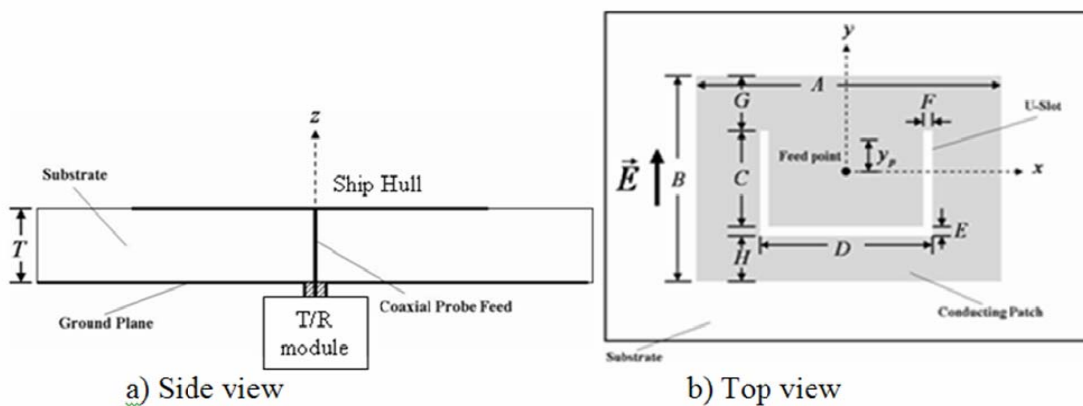 z
Ship Hull
Substrate
T
Coaxial Probe Feed
Ground Plane
T/R
module
a) Side view
y
A
G
F
U-Slot
Feed point
y_p
x
E
B
C
E
D
H
Conducting Patch
Substrate
b) Top view